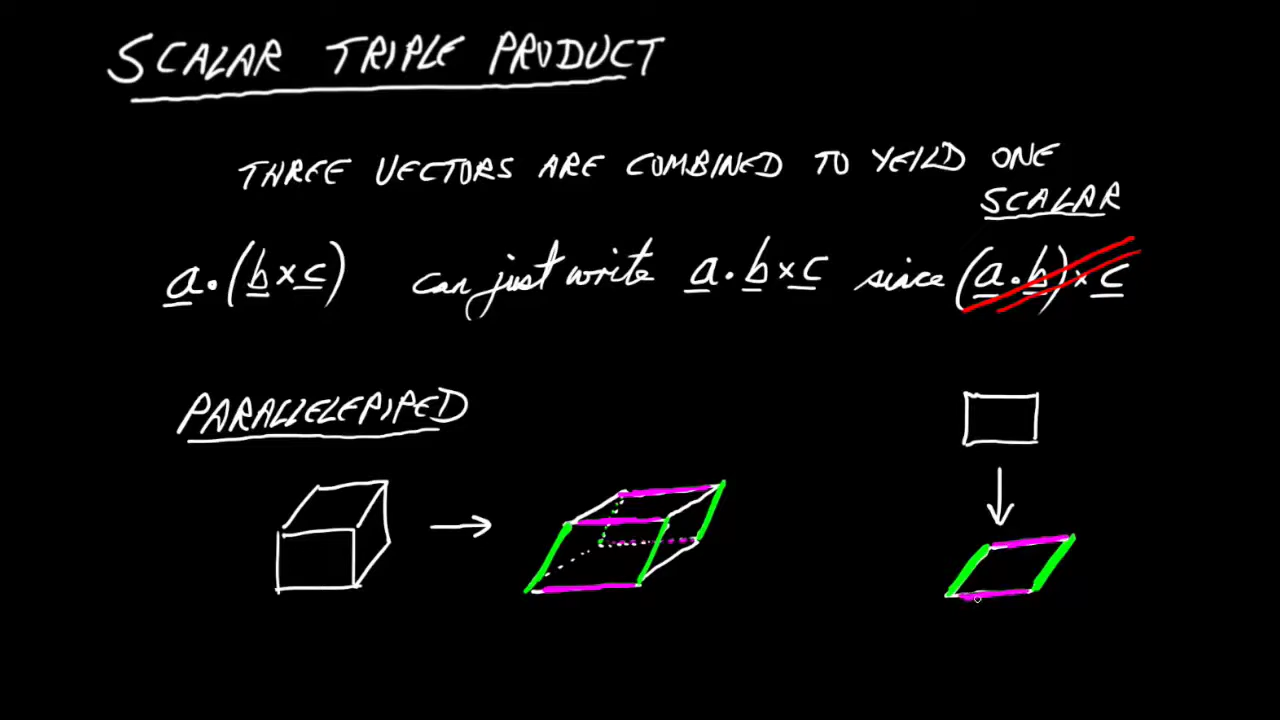 SCALAR TRIPLE PRODUCT
THREE VECTORS ARE COMBINED TO YEILD ONE
SCALAR
a.(b×c) can just write a.b×c since (a.b)×c
PARALLELEPIPED